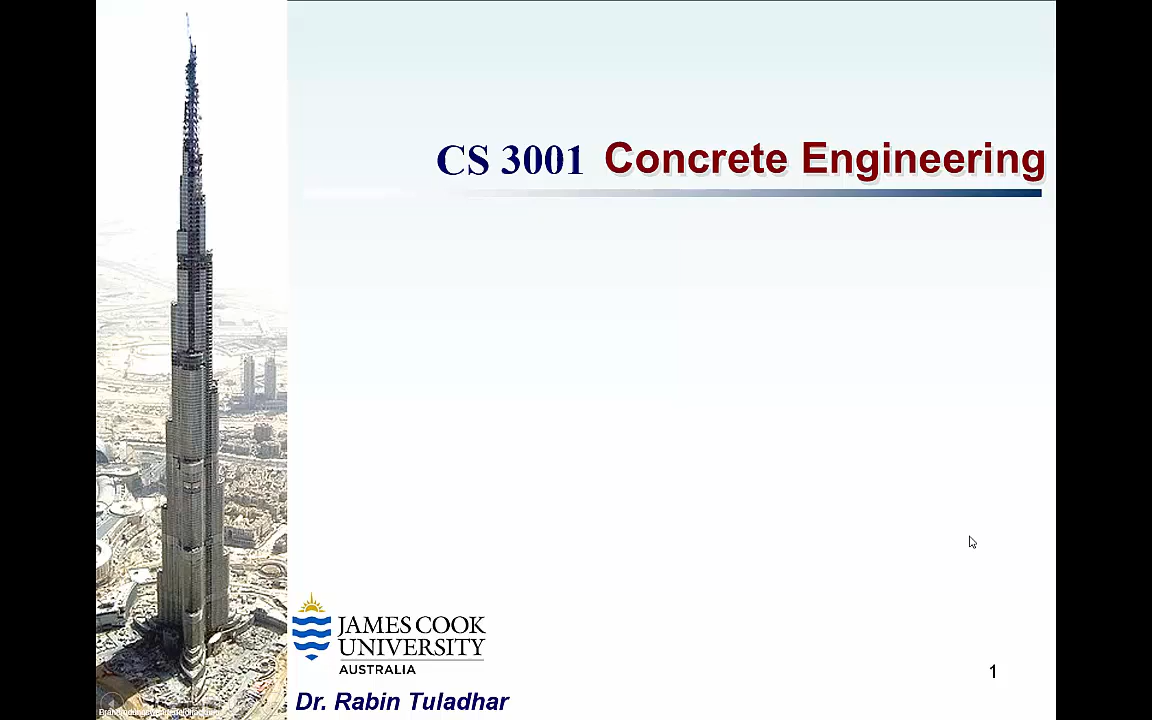 CS 3001 Concrete Engineering
JAMES COOK
UNIVERSITY
AUSTRALIA
1
Dr. Rabin Tuladhar